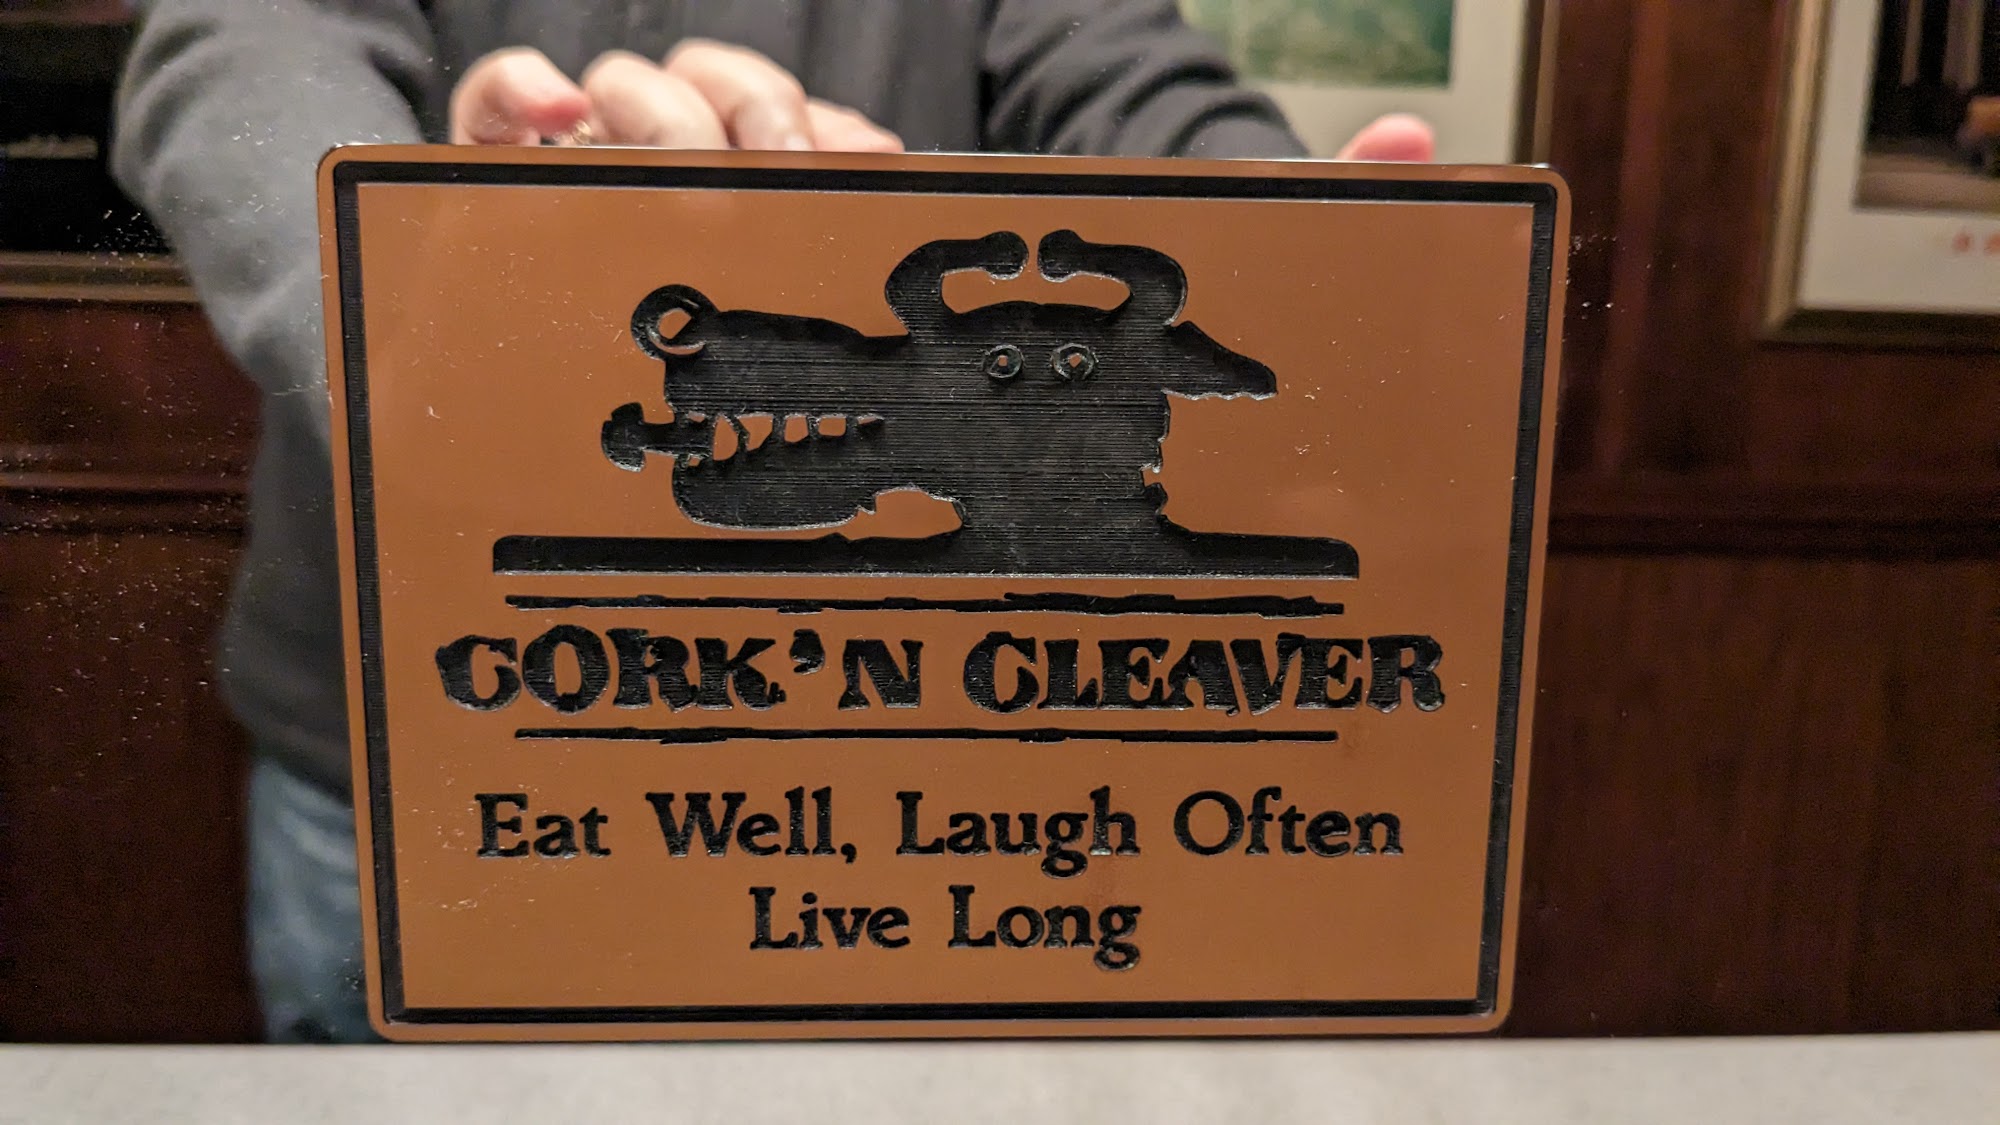 CORK'N CLEAVER
Eat Well, Laugh Often
Live Long